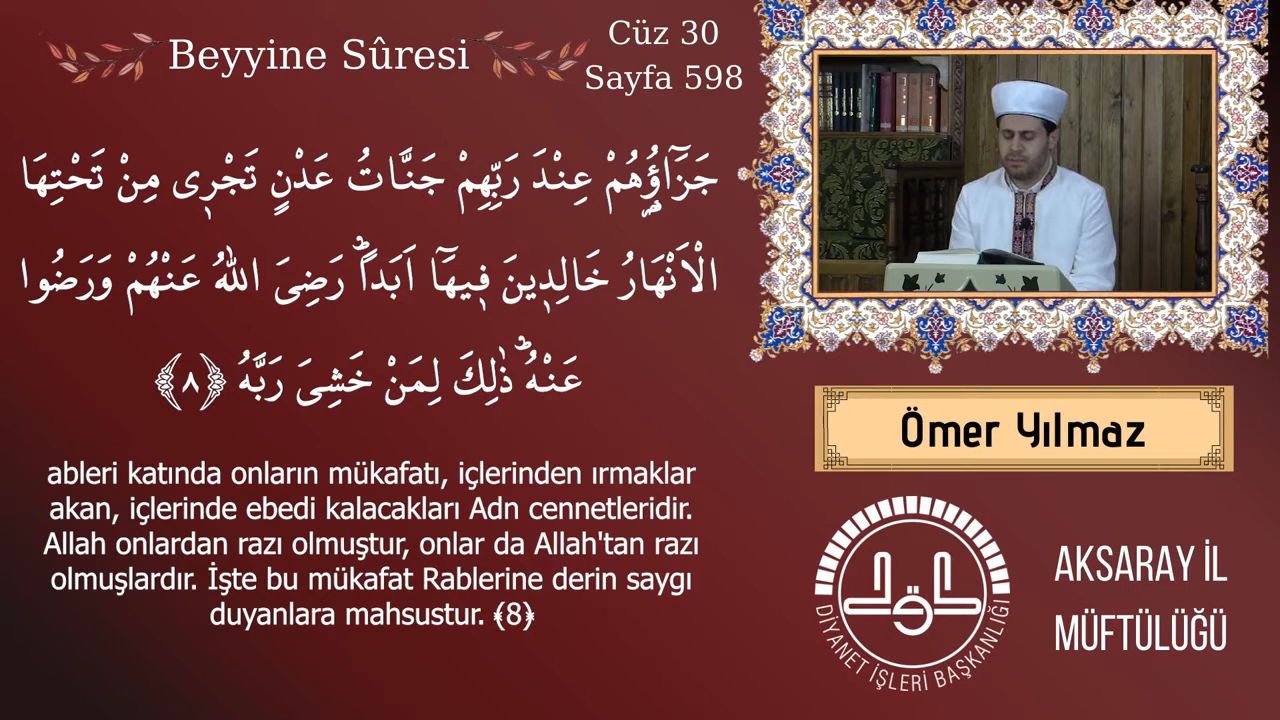 Beyyine Sûresi
Cüz 30
Sayfa 598
جَزَٓاؤُ۬هُمْ عِنْدَ رَبِّهِمْ جَنَّاتُ عَدْنٍ تَجْر۪ى مِنْ تَحْتِهَا
الْاَنْهَارُ خَالِد۪ينَ ف۪يهَٓا اَبَدًاۜ رَضِىَ اللّٰهُ عَنْهُمْ وَرَضُوا
عَنْهُۜ ذٰلِكَ لِمَنْ خَشِىَ رَبَّهُ ﴿٨﴾
ableri katında onların mükafatı, içlerinden ırmaklar
akan, içlerinde ebedi kalacakları Adn cennetleridir.
Allah onlardan razı olmuştur, onlar da Allah'tan razı
olmuşlardır. İşte bu mükafat Rablerine derin saygı
duyanlara mahsustur. ﴾8﴿
Ömer Yılmaz
DİYANET İŞLERİ BAŞKANLIĞI
AKSARAY İL
MÜFTÜLÜĞÜ